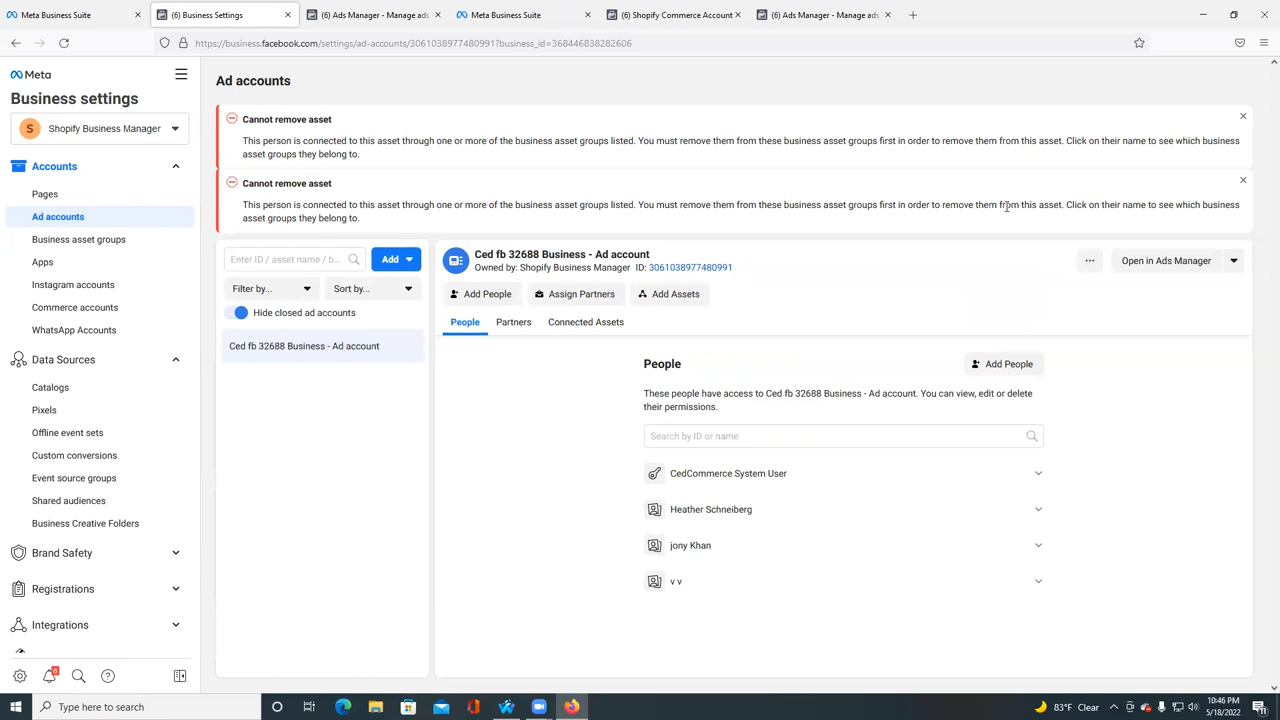 Meta Business Suite
(6) Business Settings
(6) Ads Manager - Manage ads
Meta Business Suite
(6) Shopify Commerce Account
(6) Ads Manager - Manage ads
https://business.facebook.com/settings/ad-accounts/3061038977480991?business_id=368446838282606
Meta
Business settings
S Shopify Business Manager
Accounts
Pages
Ad accounts
Business asset groups
Apps
Instagram accounts
Commerce accounts
WhatsApp Accounts
Data Sources
Catalogs
Pixels
Offline event sets
Custom conversions
Event source groups
Shared audiences
Business Creative Folders
Brand Safety
Registrations
Integrations
Ad accounts
Cannot remove asset
This person is connected to this asset through one or more of the business asset groups listed. You must remove them from these business asset groups first in order to remove them from this asset. Click on their name to see which business
asset groups they belong to.
Cannot remove asset
This person is connected to this asset through one or more of the business asset groups listed. You must remove them from these business asset groups first in order to remove them from this asset. Click on their name to see which business
asset groups they belong to.
Enter ID / asset name / b...
Add
Filter by...
Sort by...
Hide closed ad accounts
Ced fb 32688 Business - Ad account
Ced fb 32688 Business - Ad account
Owned by: Shopify Business Manager ID: 3061038977480991
Open in Ads Manager
Add People
Assign Partners
Add Assets
People
Partners
Connected Assets
People
Add People
These people have access to Ced fb 32688 Business - Ad account. You can view, edit or delete
their permissions.
Search by ID or name
CedCommerce System User
Heather Schneiberg
jony Khan
v v
Type here to search
83°F Clear
10:46 PM
5/18/2022